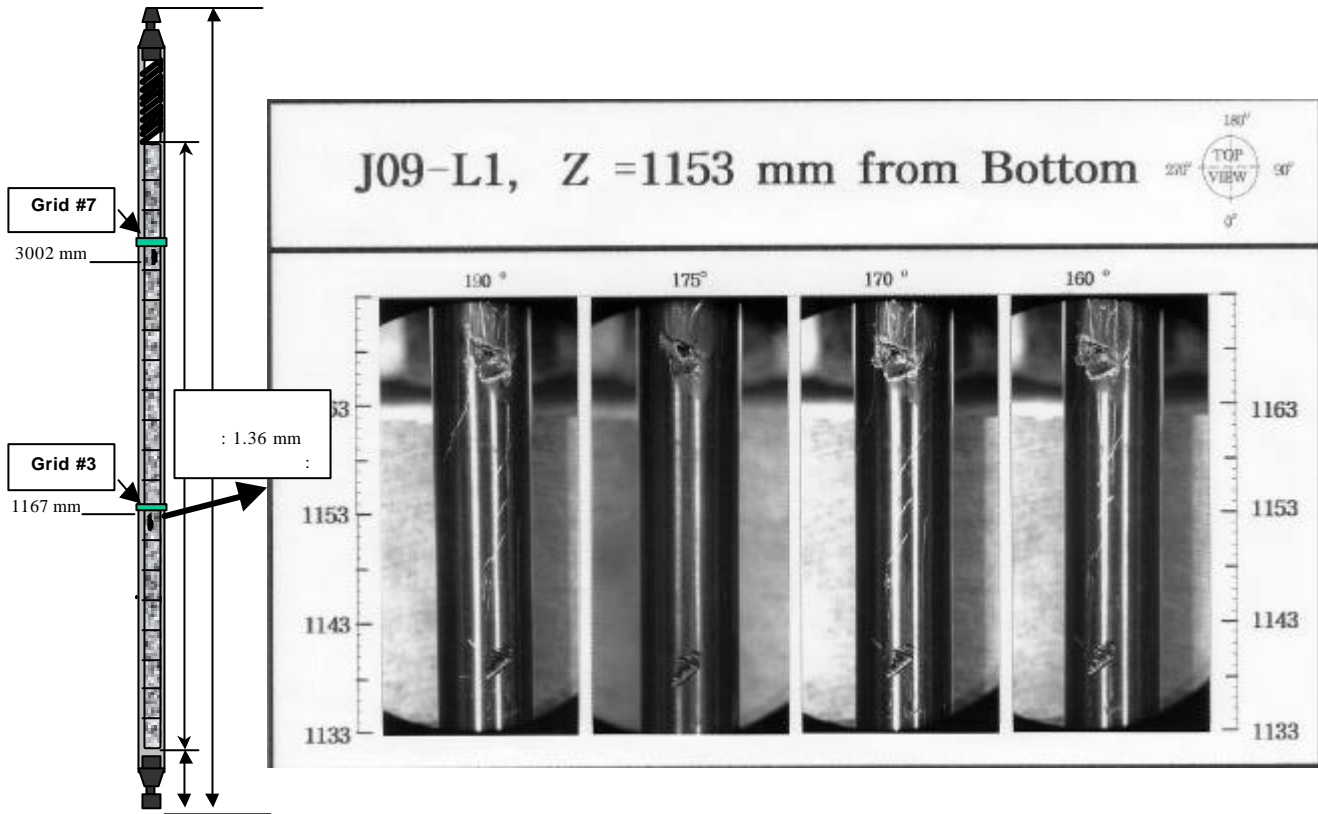 Grid #7
3002 mm
: 1.36 mm
:
Grid #3
1167 mm
J09-L1, Z =1153 mm from Bottom
180°
270° TOP VIEW 90°
0°
190 ° 175° 170 ° 160 °
63 1163
1153 1153
1143 1143
1133 1133